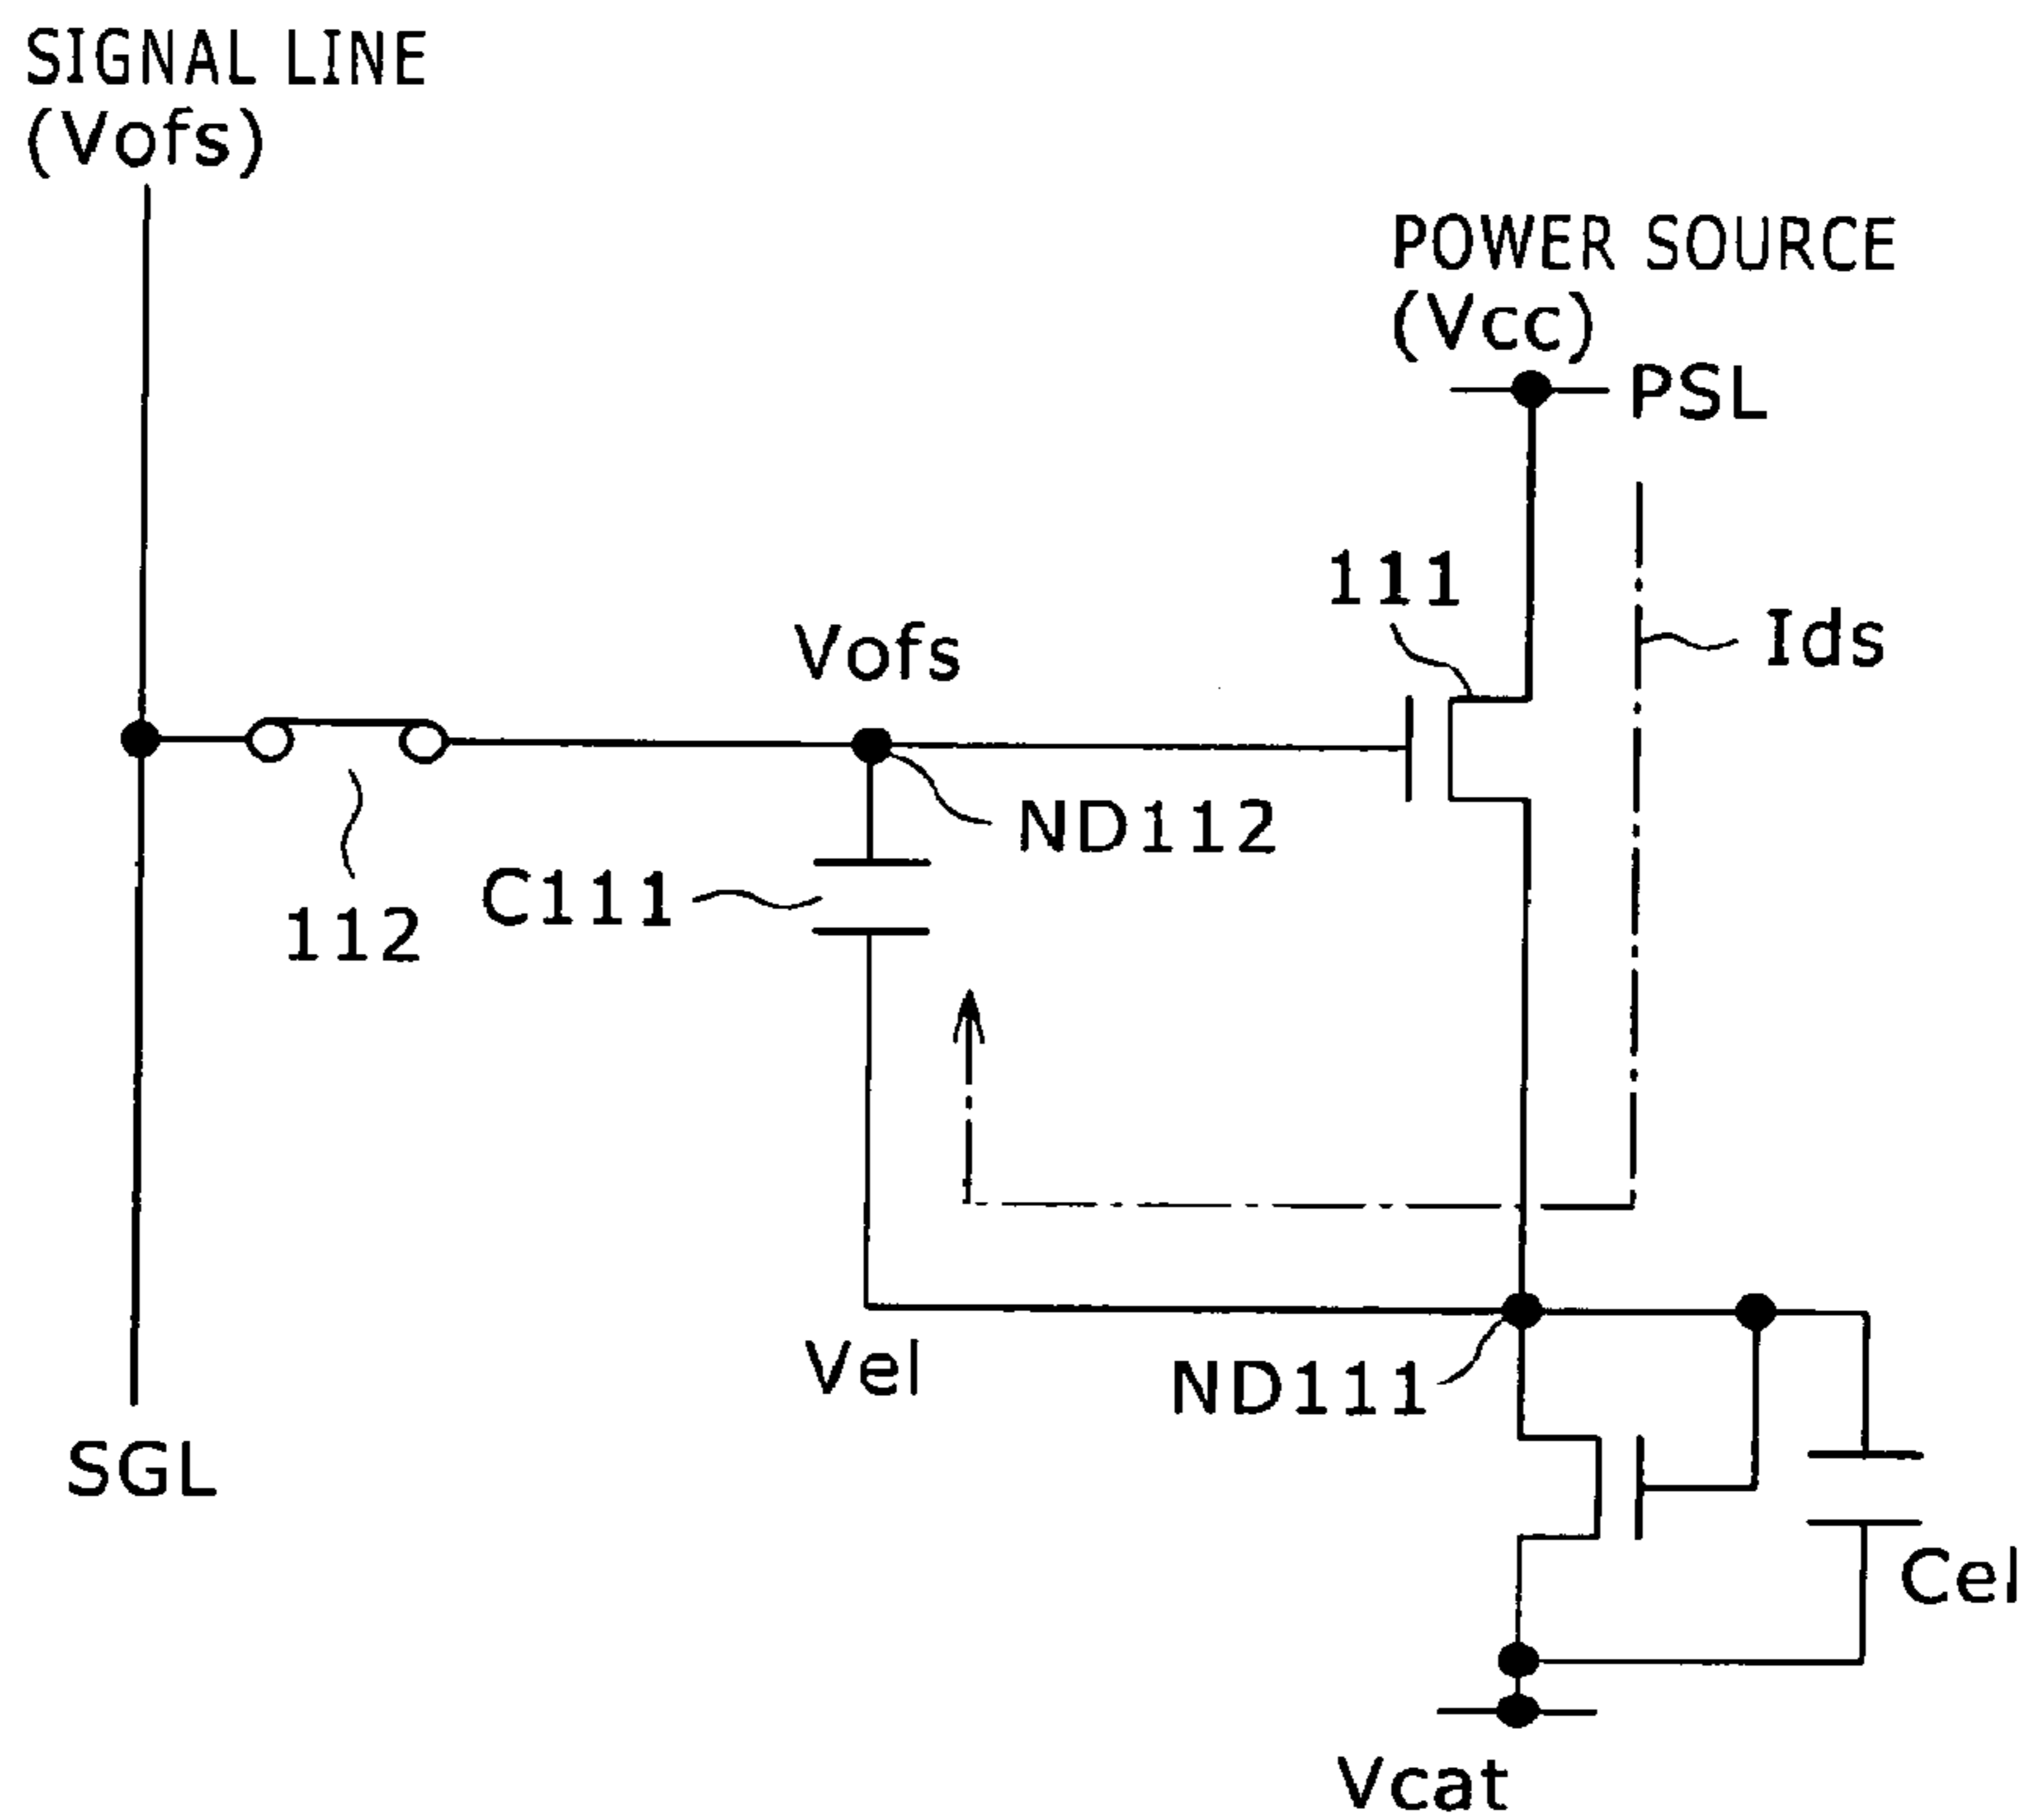 SIGNAL LINE
(Vofs)
POWER SOURCE
(Vcc)
PSL
111
Ids
Vofs
ND112
C111
112
Vel
ND111
SGL
Cel
Vcat